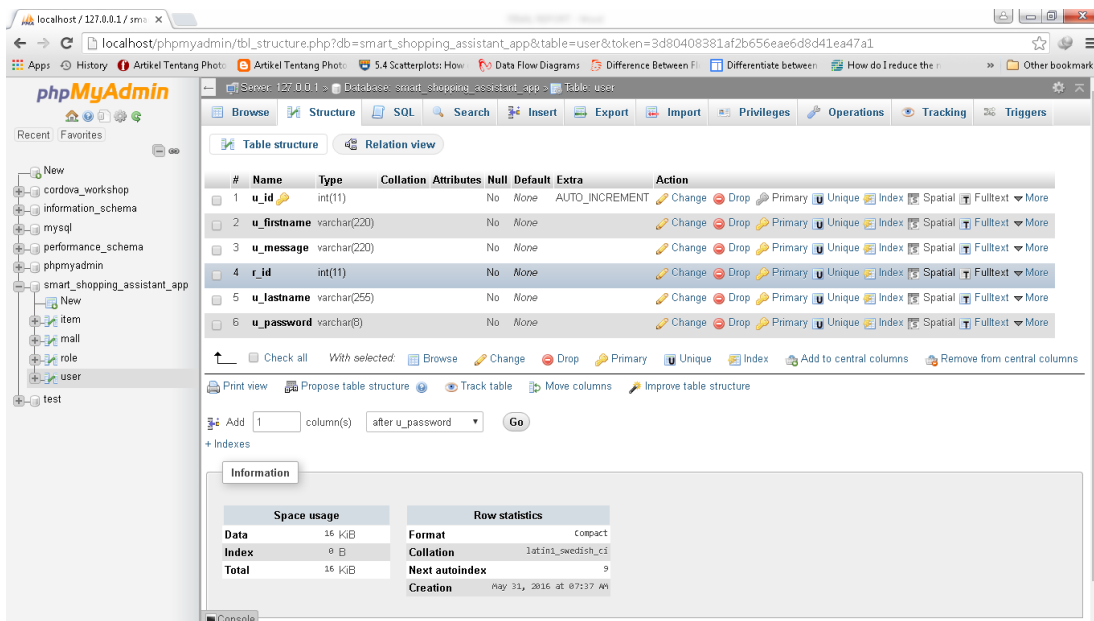 localhost / 127.0.0.1 / sma
localhost/phpmyadmin/tbl_structure.php?db=smart_shopping_assistant_app&table=user&token=3d80408381af2b656eae6d8d41ea47a1
Apps History Artikel Tentang Photo Artikel Tentang Photo 5.4 Scatterplots: How Data Flow Diagrams Difference Between Fl Differentiate between How do I reduce the n » Other bookmark
phpMyAdmin
Recent Favorites
New
cordova_workshop
information_schema
mysql
performance_schema
phpmyadmin
smart_shopping_assistant_app
New
item
mall
role
user
test
Server: 127.0.0.1 » Database: smart_shopping_assistant_app » Table: user
Browse Structure SQL Search Insert Export Import Privileges Operations Tracking Triggers
Table structure Relation view
# Name Type Collation Attributes Null Default Extra Action
1 u_id int(11) No None AUTO_INCREMENT Change Drop Primary Unique Index Spatial Fulltext More
2 u_firstname varchar(220) No None Change Drop Primary Unique Index Spatial Fulltext More
3 u_message varchar(220) No None Change Drop Primary Unique Index Spatial Fulltext More
4 r_id int(11) No None Change Drop Primary Unique Index Spatial Fulltext More
5 u_lastname varchar(255) No None Change Drop Primary Unique Index Spatial Fulltext More
6 u_password varchar(8) No None Change Drop Primary Unique Index Spatial Fulltext More
Check all With selected: Browse Change Drop Primary Unique Index Add to central columns Remove from central columns
Print view Propose table structure Track table Move columns Improve table structure
Add 1 column(s) after u_password Go
+ Indexes
Information
Space usage
Data 16 KiB
Index 0 B
Total 16 KiB
Row statistics
Format Compact
Collation latin1_swedish_ci
Next autoindex 9
Creation May 31, 2016 at 07:37 AM
Console